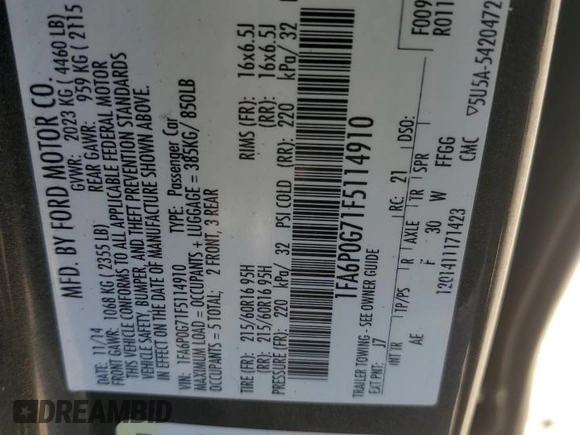 MFD. BY FORD MOTOR CO.
DATE: 11/14 GVWR: 2023 KG ( 4460 LB)
FRONT GAWR: 1068 KG ( 2355 LB) REAR GAWR: 959 KG ( 2115
THIS VEHICLE CONFORMS TO ALL APPLICABLE FEDERAL MOTOR
VEHICLE SAFETY, BUMPER, AND THEFT PREVENTION STANDARDS
IN EFFECT ON THE DATE OF MANUFACTURE SHOWN ABOVE.
VIN: 1FA6P0G71F5114910 TYPE: Passenger Car
MAXIMUM LOAD = OCCUPANTS + LUGGAGE = 385KG/ 850LB
OCCUPANTS = 5 TOTAL; 2 FRONT, 3 REAR
TIRE (FR): 215/60R16 95H RIMS (FR): 16x6.5J
(RR): 215/60R16 95H (RR): 16x6.5J
PRESSURE (FR): 220 kPa/ 32 PSI COLD (RR): 220 kPa/ 32
1FA6P0G71F5114910
TRAILER TOWING - SEE OWNER GUIDE
EXT PNT: J7 RC: 21 DSO: F009
R011
INT TR TP/PS R AXLE TR SPR
AE F 30 W FFGG
12014111171423 CMC ▽5U5A-5420472
DREAMBID